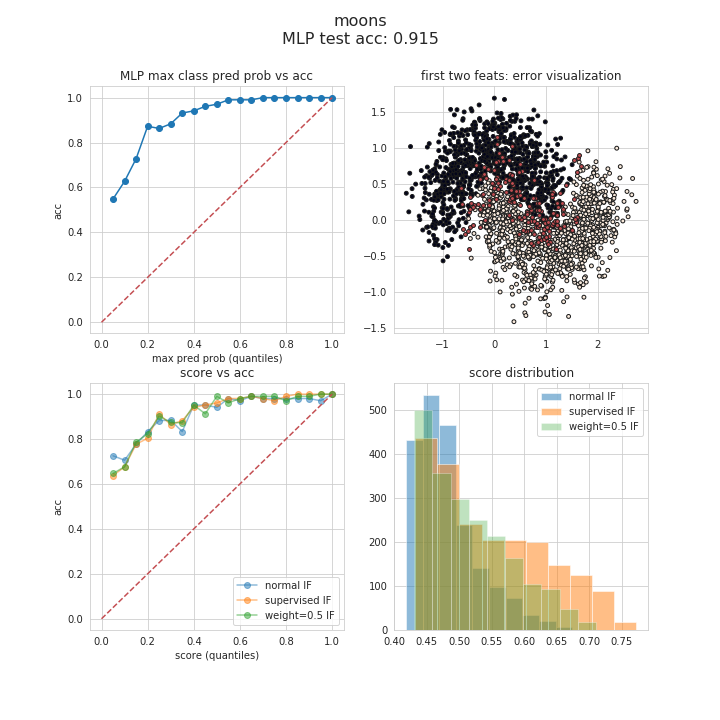 moons
MLP test acc: 0.915
MLP max class pred prob vs acc
1.0
0.8
0.6
0.4
0.2
0.0
acc
0.0 0.2 0.4 0.6 0.8 1.0
max pred prob (quantiles)
first two feats: error visualization
1.5
1.0
0.5
0.0
−0.5
−1.0
−1.5
−1 0 1 2
score vs acc
1.0
0.8
0.6
0.4
0.2
0.0
acc
normal IF
supervised IF
weight=0.5 IF
0.0 0.2 0.4 0.6 0.8 1.0
score (quantiles)
score distribution
500
400
300
200
100
0
normal IF
supervised IF
weight=0.5 IF
0.40 0.45 0.50 0.55 0.60 0.65 0.70 0.75